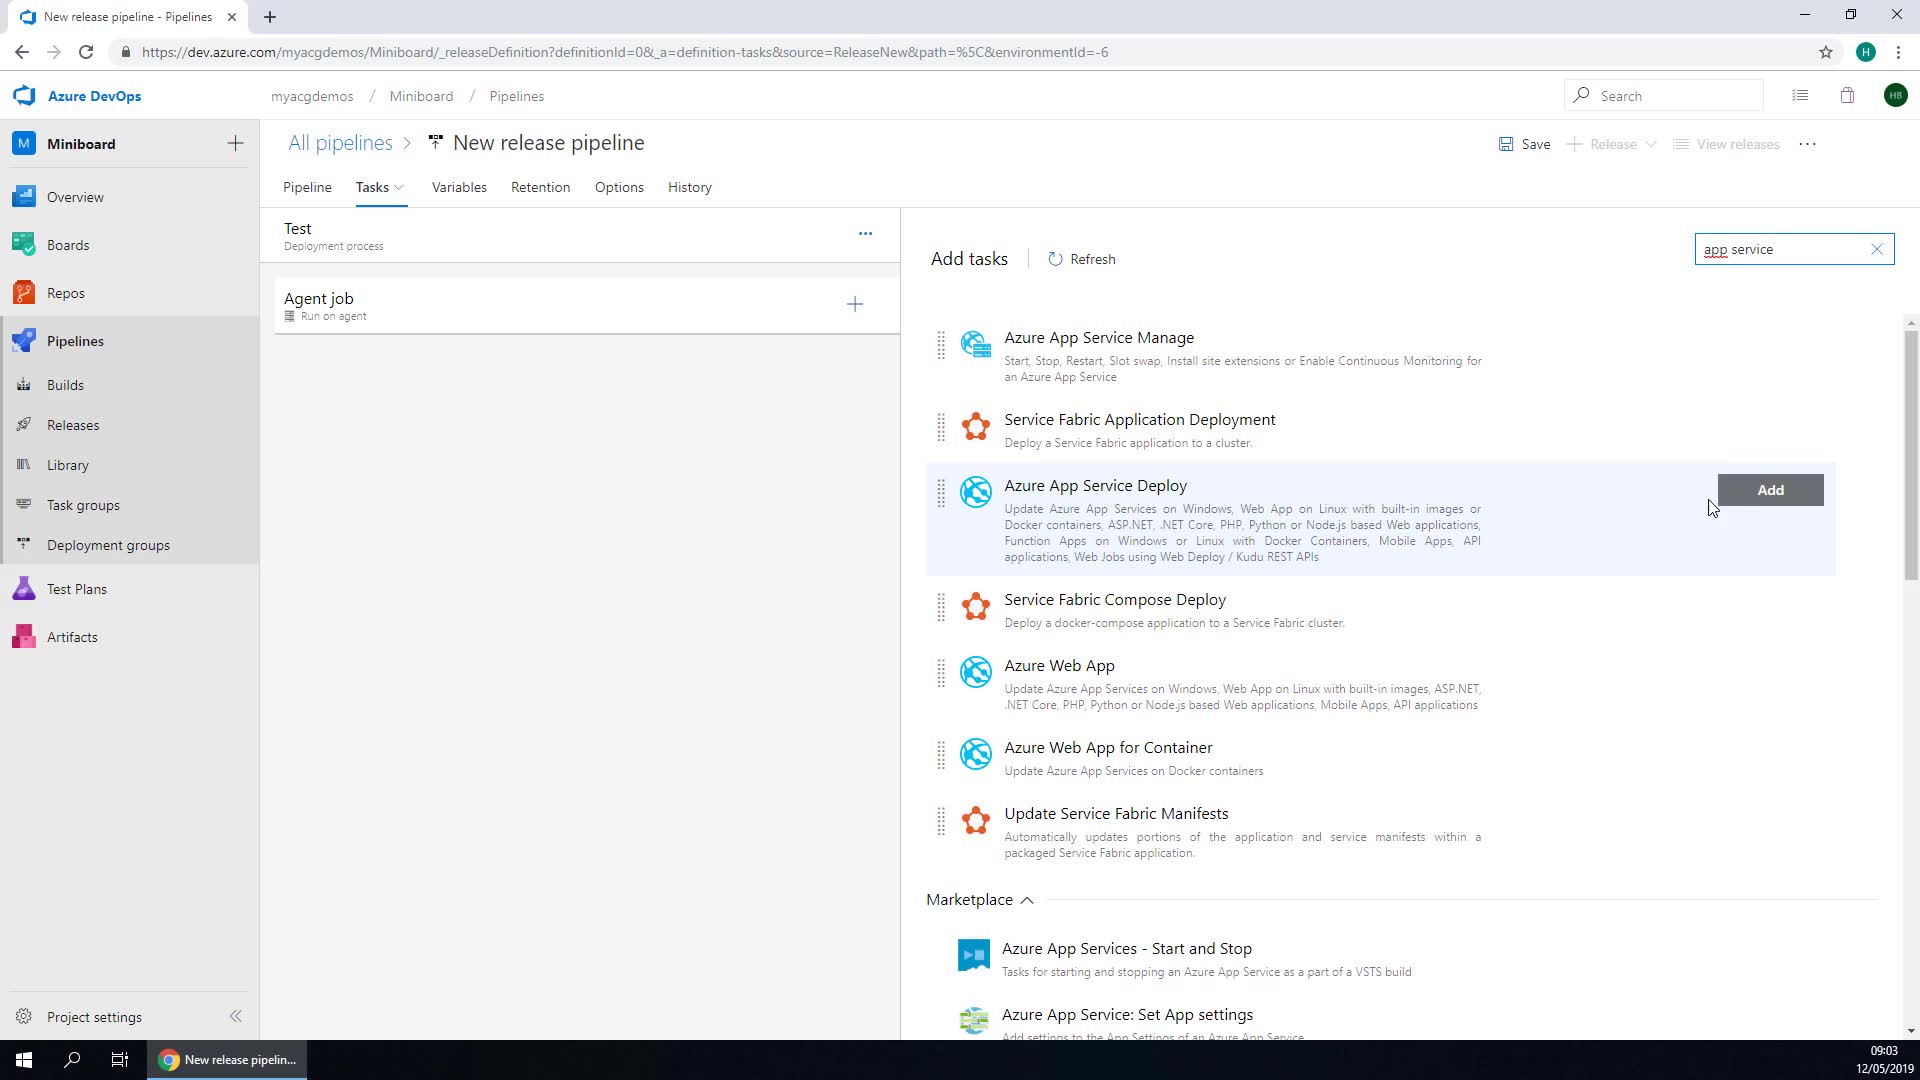 New release pipeline - Pipelines
https://dev.azure.com/myacgdemos/Miniboard/_releaseDefinition?definitionId=0&_a=definition-tasks&source=ReleaseNew&path=%5C&environmentId=-6
H
Azure DevOps
myacgdemos / Miniboard / Pipelines
Search
HB
M Miniboard
All pipelines > New release pipeline
Save
Release
View releases
Overview
Pipeline
Tasks
Variables
Retention
Options
History
Boards
Repos
Pipelines
Builds
Releases
Library
Task groups
Deployment groups
Test Plans
Artifacts
Project settings
Test
Deployment process
Agent job
Run on agent
Add tasks
Refresh
app service
Azure App Service Manage
Start, Stop, Restart, Slot swap, Install site extensions or Enable Continuous Monitoring for
an Azure App Service
Service Fabric Application Deployment
Deploy a Service Fabric application to a cluster.
Azure App Service Deploy
Add
Update Azure App Services on Windows, Web App on Linux with built-in images or
Docker containers, ASP.NET, .NET Core, PHP, Python or Node.js based Web applications,
Function Apps on Windows or Linux with Docker Containers, Mobile Apps, API
applications, Web Jobs using Web Deploy / Kudu REST APIs
Service Fabric Compose Deploy
Deploy a docker-compose application to a Service Fabric cluster.
Azure Web App
Update Azure App Services on Windows, Web App on Linux with built-in images, ASP.NET,
.NET Core, PHP, Python or Node.js based Web applications, Mobile Apps, API applications
Azure Web App for Container
Update Azure App Services on Docker containers
Update Service Fabric Manifests
Automatically updates portions of the application and service manifests within a
packaged Service Fabric application.
Marketplace
Azure App Services - Start and Stop
Tasks for starting and stopping an Azure App Service as a part of a VSTS build
Azure App Service: Set App settings
Add settings to the App Settings of an Azure App Service
New release pipelin...
09:03
12/05/2019